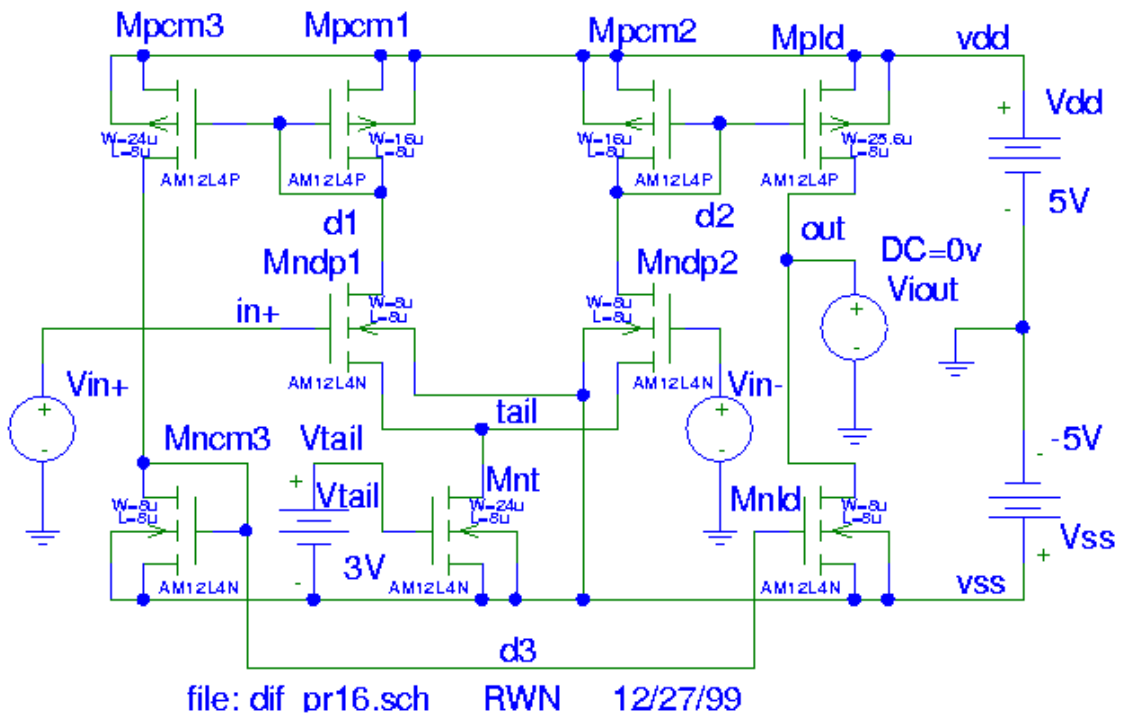 Mpcm3 Mpcm1 Mpcm2 Mpld vdd
Vdd
+
W=24u W=16u W=16u W=25.6u
L=8u L=8u L=8u L=8u
AM12L4P AM12L4P AM12L4P AM12L4P
5V
-
d1 d2 out
DC=0v
Mndp1 Mndp2 Viout
in+ W=8u W=8u
L=8u L=8u
+
-
AM12L4N AM12L4N
Vin+ Vin-
+ +
- -
tail
Mncm3 Vtail -5V
-
Vtail Mnt Mnld
+
W=8u W=24u W=8u
L=8u L=8u L=8u
Vss
+
3V
-
AM12L4N AM12L4N AM12L4N vss
d3
file: dif_pr16.sch RWN 12/27/99